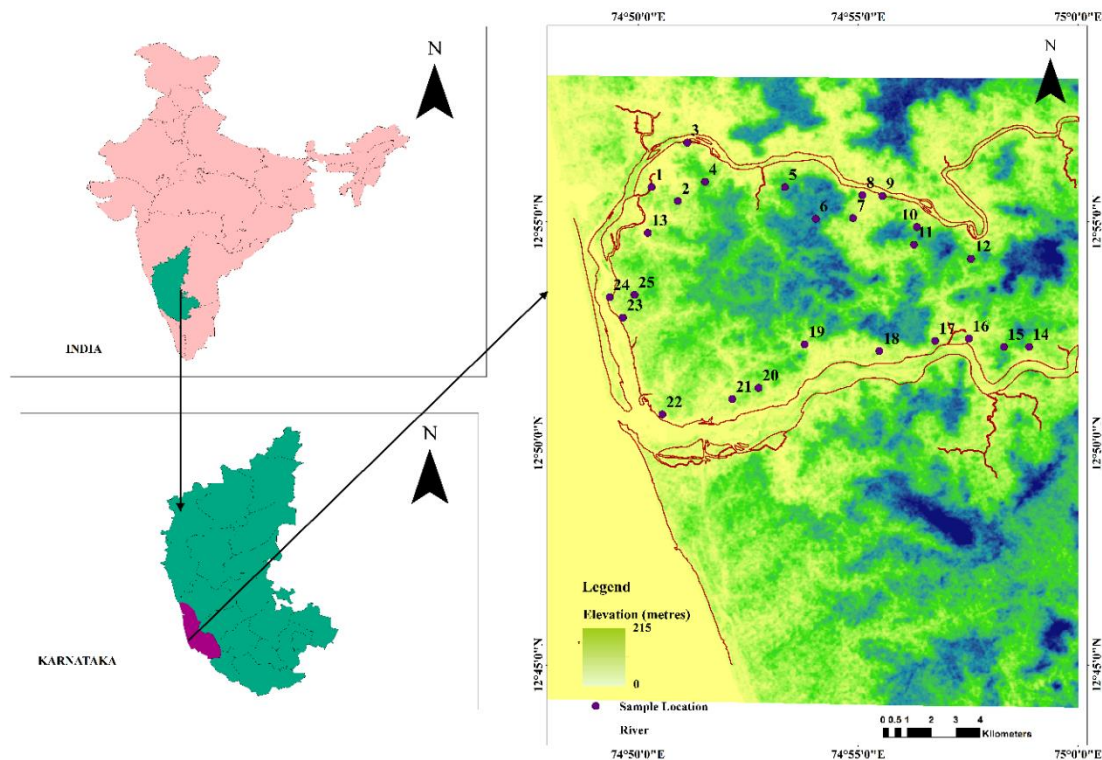 N
INDIA
N
KARNATAKA
74°50'0"E
74°55'0"E
75°0'0"E
N
3
4
1
2
5
8
9
6
7
10
11
13
12
12°55'0"N
12°55'0"N
24
25
23
19
18
17
16
15
14
21
20
22
12°50'0"N
12°50'0"N
Legend
Elevation (metres)
215
0
Sample Location
River
12°45'0"N
12°45'0"N
0 0.5 1 2 3 4
Kilometers
74°50'0"E
74°55'0"E
75°0'0"E